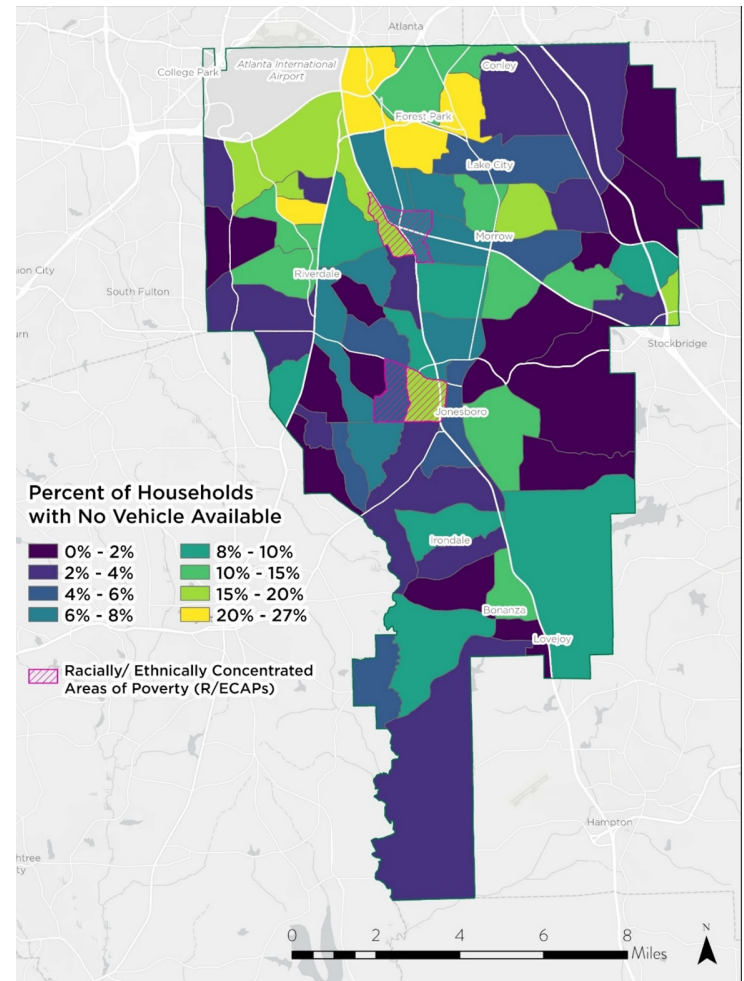 Atlanta
College Park
Atlanta International
Airport
Conley
Forest Park
Lake City
Morrow
ion City
Riverdale
South Fulton
urn
Stockbridge
Jonesboro
Percent of Households
with No Vehicle Available
0% - 2%
2% - 4%
4% - 6%
6% - 8%
8% - 10%
10% - 15%
15% - 20%
20% - 27%
Irondale
Bonanza
Lovejoy
Racially/ Ethnically Concentrated
Areas of Poverty (R/ECAPs)
Hampton
htree
ty
0 2 4 6 8
Miles
N